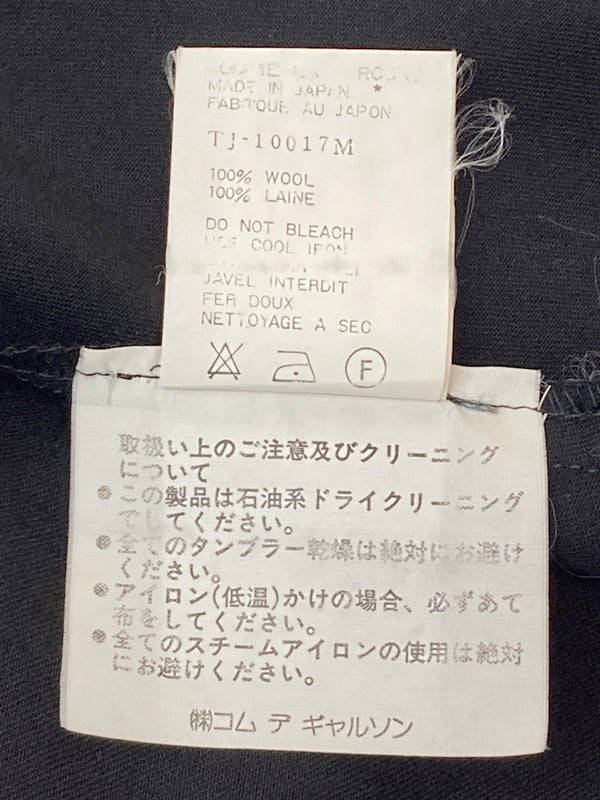 MADE IN JAPAN *
FABRIQUE AU JAPON
TJ-10017M
100% WOOL
100% LAINE
DO NOT BLEACH
USE COOL IRON
JAVEL INTERDIT
FER DOUX
NETTOYAGE A SEC
F
取扱い上のご注意及びクリーニング
について
●この製品は石油系ドライクリーニング
でしてください。
●全てのタンブラー乾燥は絶対にお避け
ください。
●アイロン(低温)かけの場合、必ずあて
布をしてください。
●全てのスチームアイロンの使用は絶対
にお避けください。
㈱コム デ ギャルソン